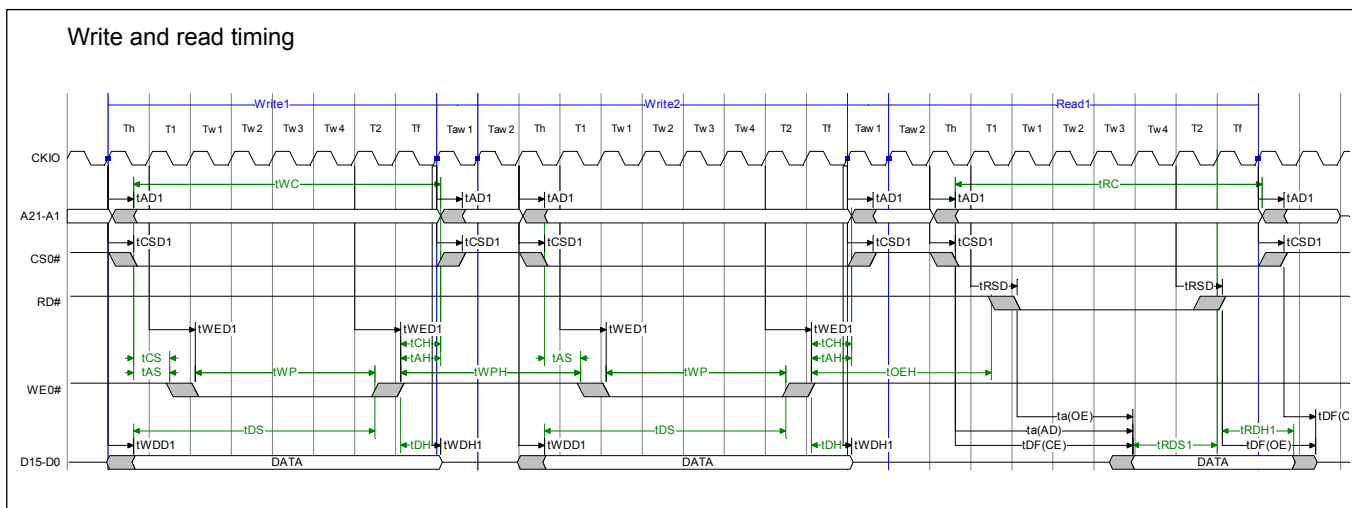 Write and read timing
Write1 Write2 Read1
Th T1 Tw 1 Tw 2 Tw 3 Tw 4 T2 Tf Taw 1 Taw 2 Th T1 Tw 1 Tw 2 Tw 3 Tw 4 T2 Tf Taw 1 Taw 2 Th T1 Tw 1 Tw 2 Tw 3 Tw 4 T2 Tf
CKIO
tWC tRC
tAD1 tAD1 tAD1 tAD1 tAD1 tAD1
A21-A1
tCSD1 tCSD1 tCSD1 tCSD1 tCSD1 tCSD1
CS0#
tRSD tRSD
RD#
tWED1 tWED1 tWED1 tWED1
tCH tCH
tCS tAH tAS tAH
tAS tWP tWPH tWP tOEH
WE0#
ta(OE) tDF(C
tDS tDS ta(AD) tRDH1
tWDD1 tDH tWDH1 tWDD1 tDH tWDH1 tDF(CE) tRDS1 tDF(OE)
D15-D0 DATA DATA DATA